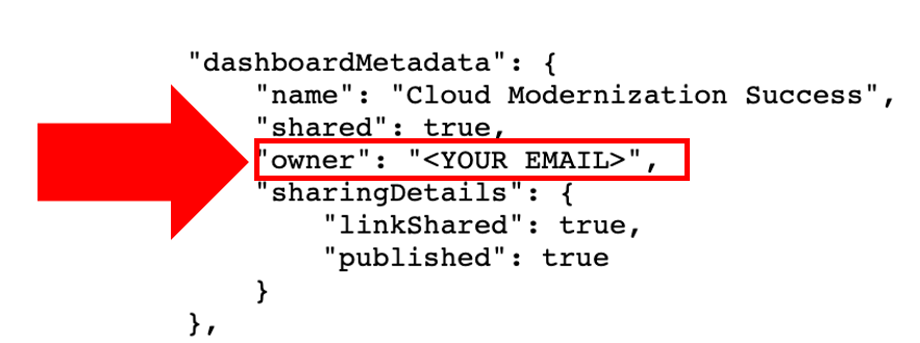 "dashboardMetadata": {
"name": "Cloud Modernization Success",
"shared": true,
"owner": "<YOUR EMAIL>",
"sharingDetails": {
"linkShared": true,
"published": true
}
},